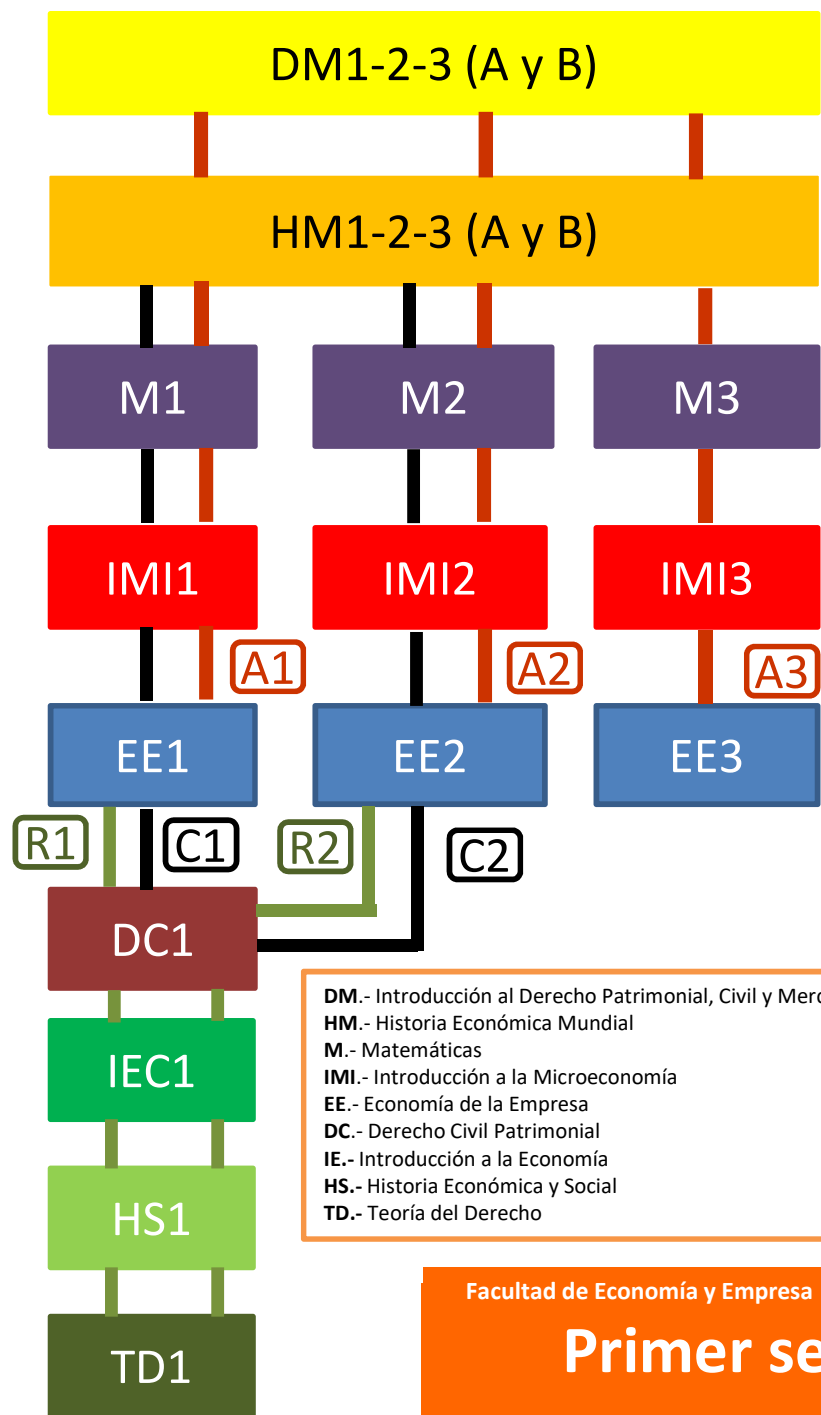 DM1-2-3 (A y B)
HM1-2-3 (A y B)
M1 M2 M3
IMI1 IMI2 IMI3
A1 A2 A3
EE1 EE2 EE3
R1 C1 R2 C2
DC1
DM.- Introducción al Derecho Patrimonial, Civil y Merc
HM.- Historia Económica Mundial
M.- Matemáticas
IMI.- Introducción a la Microeconomía
EE.- Economía de la Empresa
DC.- Derecho Civil Patrimonial
IE.- Introducción a la Economía
HS.- Historia Económica y Social
TD.- Teoría del Derecho
IEC1
HS1
TD1
Facultad de Economía y Empresa
Primer se